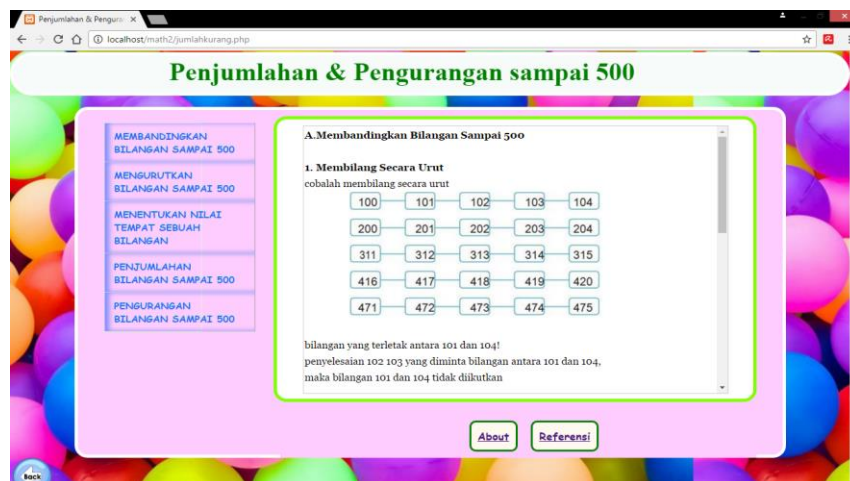 Penjumlahan & Pengura
localhost/math2/jumlahkurang.php
Penjumlahan & Pengurangan sampai 500
MEMBANDINGKAN
BILANGAN SAMPAI 500
MENGURUTKAN
BILANGAN SAMPAI 500
MENENTUKAN NILAI
TEMPAT SEBUAH
BILANGAN
PENJUMLAHAN
BILANGAN SAMPAI 500
PENGURANGAN
BILANGAN SAMPAI 500
A.Membandingkan Bilangan Sampai 500
1. Membilang Secara Urut
cobalah membilang secara urut
100 101 102 103 104
200 201 202 203 204
311 312 313 314 315
416 417 418 419 420
471 472 473 474 475
bilangan yang terletak antara 101 dan 104!
penyelesaian 102 103 yang diminta bilangan antara 101 dan 104,
maka bilangan 101 dan 104 tidak diikutkan
About Referensi
Back